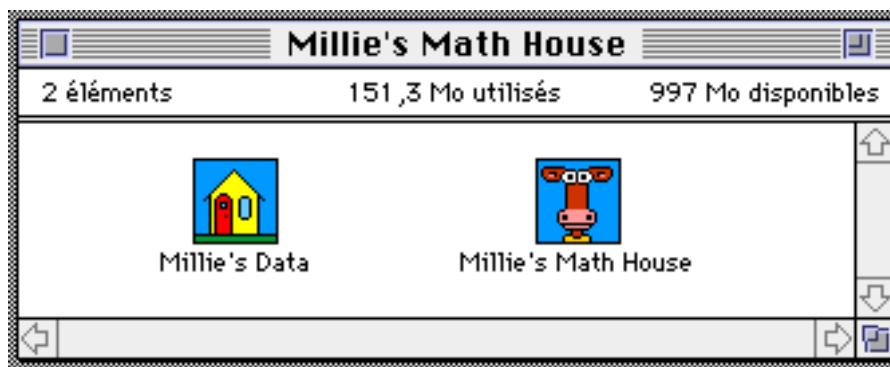 Millie's Math House
2 éléments 151,3 Mo utilisés 997 Mo disponibles
Millie's Data Millie's Math House